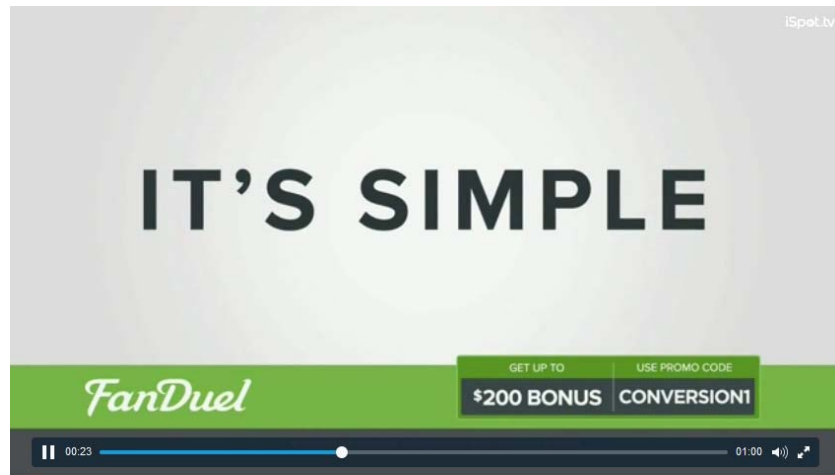 iSpot.tv
IT'S SIMPLE
FanDuel
GET UP TO
USE PROMO CODE
$200 BONUS
CONVERSION1
00:23
01:00